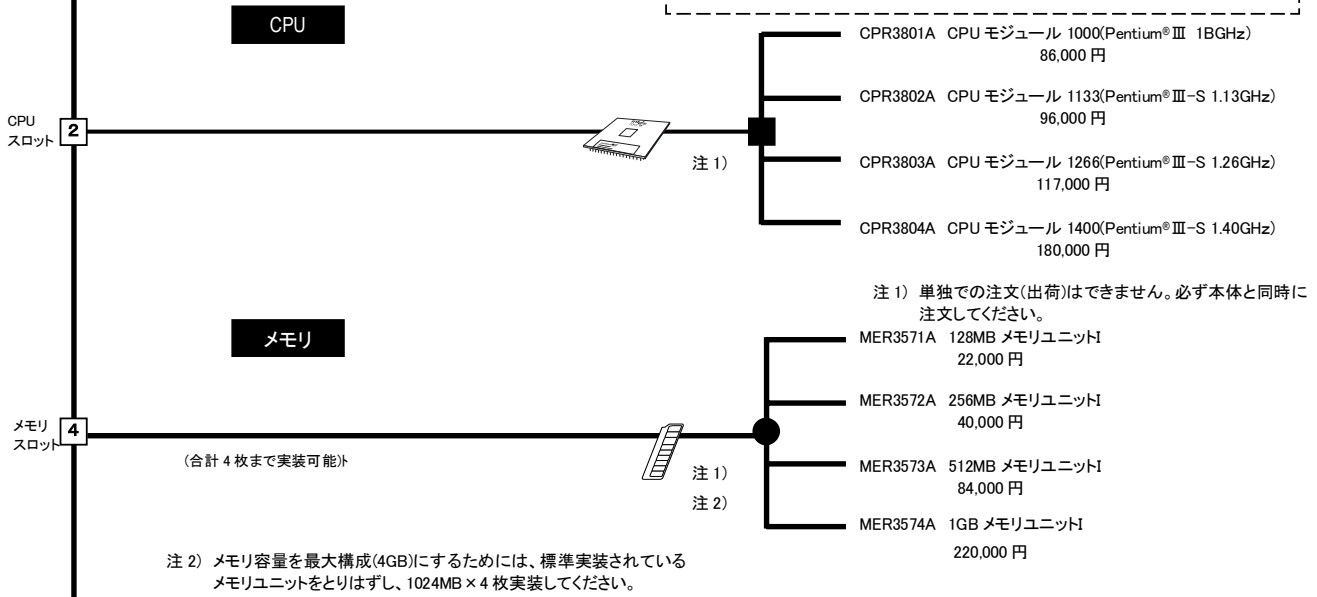 CPU
CPR3801A CPU モジュール 1000(Pentium®Ⅲ 1BGHz)
86,000 円
CPR3802A CPU モジュール 1133(Pentium®Ⅲ-S 1.13GHz)
96,000 円
CPU
スロット
2
注 1)
CPR3803A CPU モジュール 1266(Pentium®Ⅲ-S 1.26GHz)
117,000 円
CPR3804A CPU モジュール 1400(Pentium®Ⅲ-S 1.40GHz)
180,000 円
注 1) 単独での注文(出荷)はできません。必ず本体と同時に
注文してください。
メモリ
MER3571A 128MB メモリユニットI
22,000 円
MER3572A 256MB メモリユニットI
40,000 円
メモリ
スロット
4
(合計 4 枚まで実装可能)ﾄ
注 1)
注 2)
MER3573A 512MB メモリユニットI
84,000 円
MER3574A 1GB メモリユニットI
220,000 円
注 2) メモリ容量を最大構成(4GB)にするためには、標準実装されている
メモリユニットをとりはずし、1024MB×4 枚実装してください。